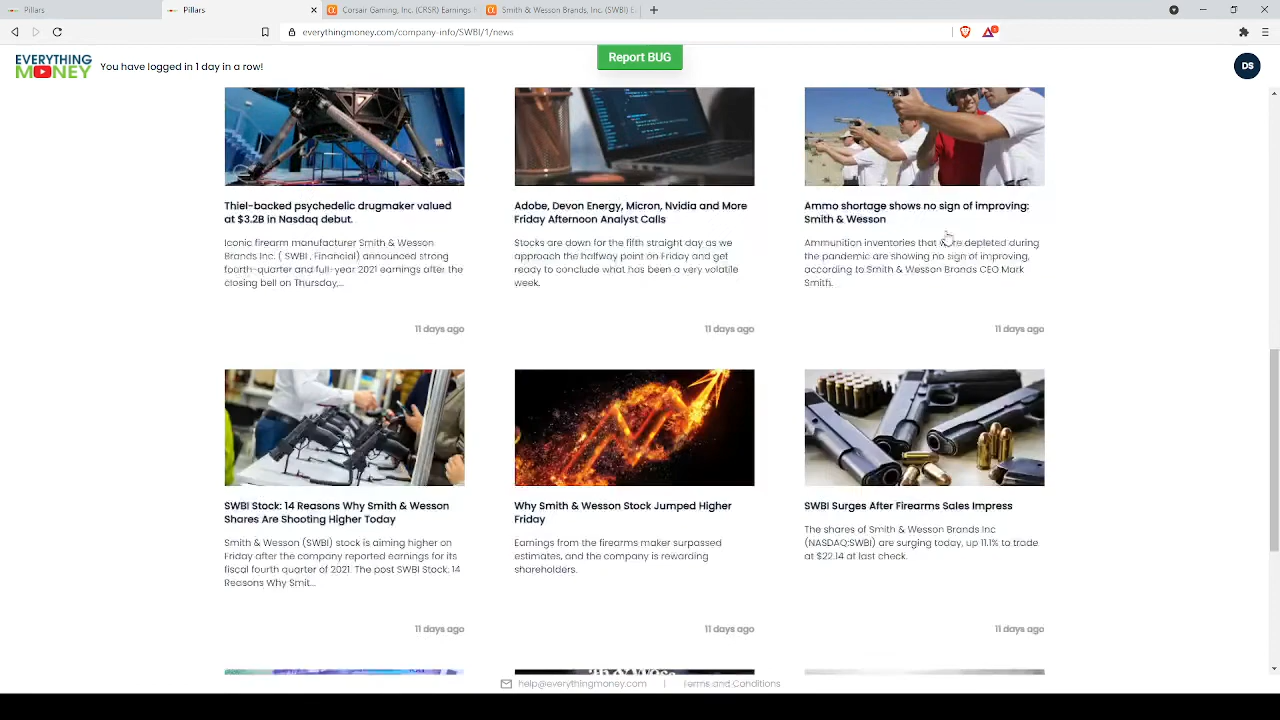 Pillars
Pillars
Corsair Gaming, Inc. (CRSR) Earnings
Smith & Wesson Brands, Inc. (SWBI) E
everythingmoney.com/company-info/SWBI/1/news
EVERYTHING
MONEY
You have logged in 1 day in a row!
Report BUG
DS
Thiel-backed psychedelic drugmaker valued
at $3.2B in Nasdaq debut.
Iconic firearm manufacturer Smith & Wesson
Brands Inc. ( SWBI , Financial) announced strong
fourth-quarter and full-year 2021 earnings after the
closing bell on Thursday,...
11 days ago
Adobe, Devon Energy, Micron, Nvidia and More
Friday Afternoon Analyst Calls
Stocks are down for the fifth straight day as we
approach the halfway point on Friday and get
ready to conclude what has been a very volatile
week.
11 days ago
Ammo shortage shows no sign of improving:
Smith & Wesson
Ammunition inventories that were depleted during
the pandemic are showing no sign of improving,
according to Smith & Wesson Brands CEO Mark
Smith.
11 days ago
SWBI Stock: 14 Reasons Why Smith & Wesson
Shares Are Shooting Higher Today
Smith & Wesson (SWBI) stock is aiming higher on
Friday after the company reported earnings for its
fiscal fourth quarter of 2021. The post SWBI Stock: 14
Reasons Why Smit...
11 days ago
Why Smith & Wesson Stock Jumped Higher
Friday
Earnings from the firearms maker surpassed
estimates, and the company is rewarding
shareholders.
11 days ago
SWBI Surges After Firearms Sales Impress
The shares of Smith & Wesson Brands Inc
(NASDAQ:SWBI) are surging today, up 11.1% to trade
at $22.14 at last check.
11 days ago
help@everythingmoney.com | Terms and Conditions